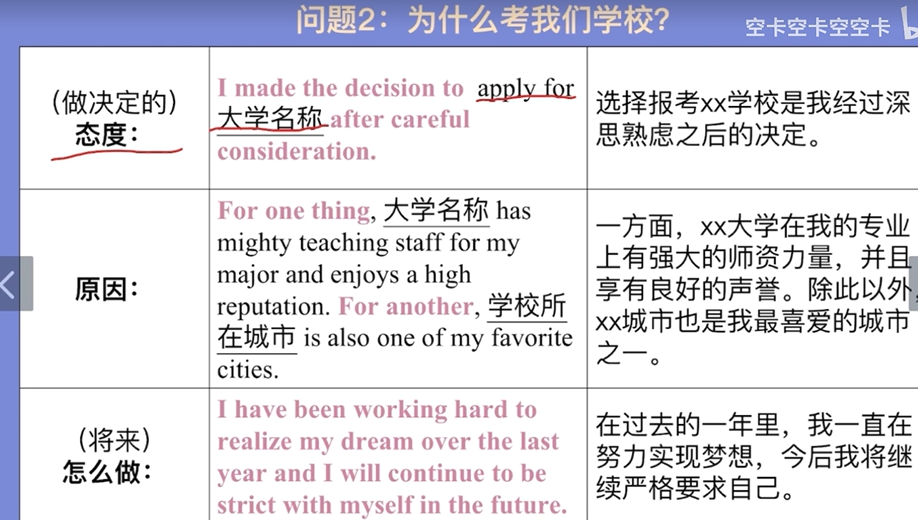 问题2：为什么考我们学校？
空卡空卡空空卡
（做决定的）
态度：
I made the decision to apply for
大学名称 after careful
consideration.
选择报考xx学校是我经过深
思熟虑之后的决定。
原因：
For one thing, 大学名称 has
mighty teaching staff for my
major and enjoys a high
reputation. For another, 学校所
在城市 is also one of my favorite
cities.
一方面，xx大学在我的专业
上有强大的师资力量，并且
享有良好的声誉。除此以外，
xx城市也是我最喜爱的城市
之一。
（将来）
怎么做：
I have been working hard to
realize my dream over the last
year and I will continue to be
strict with myself in the future.
在过去的一年里，我一直在
努力实现梦想，今后我将继
续严格要求自己。